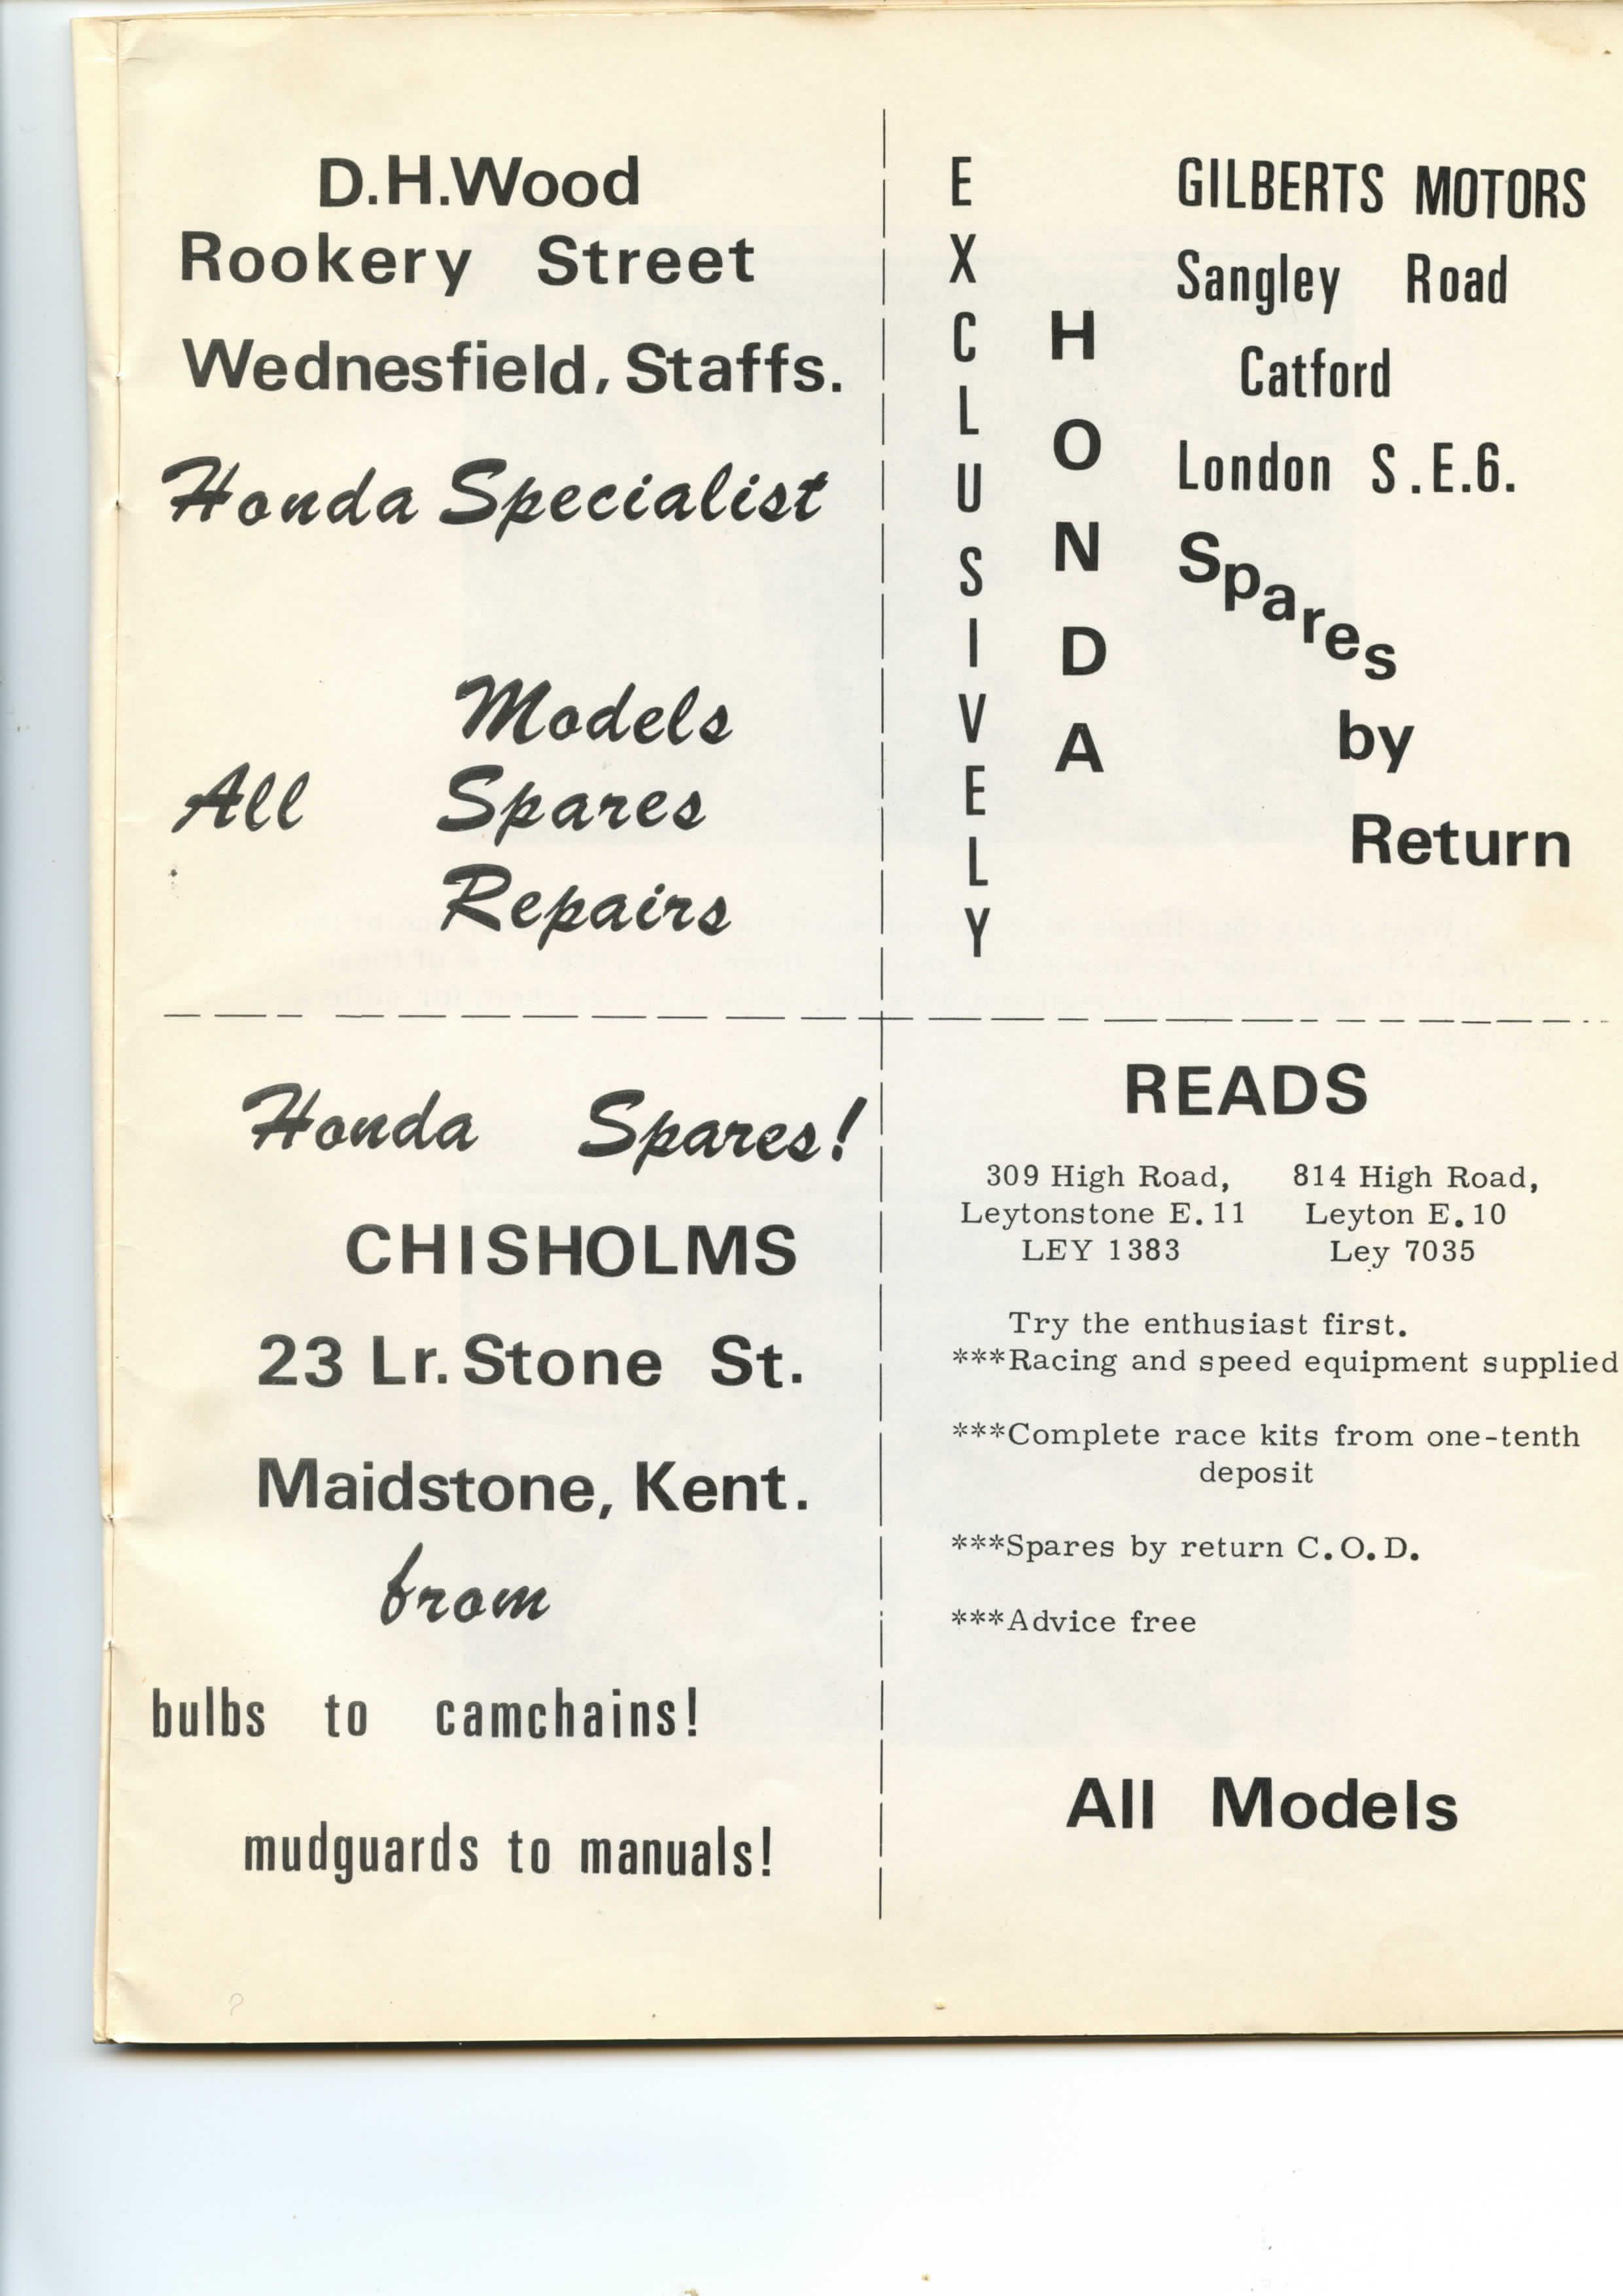 D.H.Wood
Rookery Street
Wednesfield, Staffs.
Honda Specialist
Models
All Spares
Repairs
EXCLUSIVELY
HONDA
GILBERTS MOTORS
Sangley Road
Catford
London S.E.6.
Spares
by
Return
Honda Spares!
CHISHOLMS
23 Lr. Stone St.
Maidstone, Kent.
from
bulbs to camchains!
mudguards to manuals!
READS
309 High Road,
Leytonstone E.11
LEY 1383
814 High Road,
Leyton E.10
Ley 7035
Try the enthusiast first.
***Racing and speed equipment supplied
***Complete race kits from one-tenth
deposit
***Spares by return C.O.D.
***Advice free
All Models